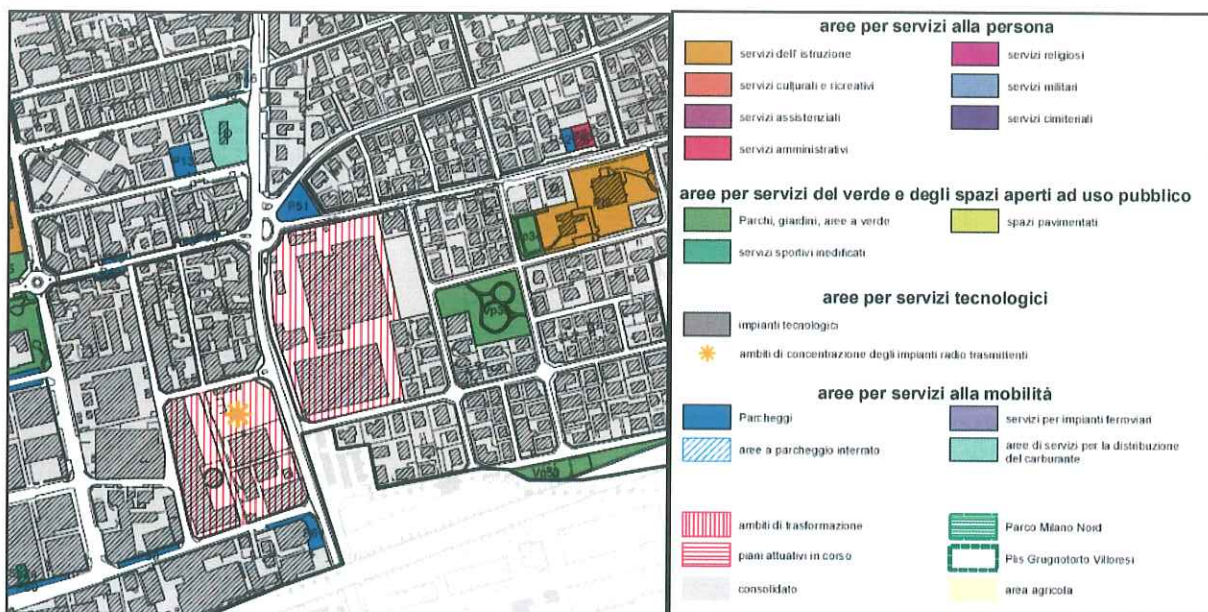 P51
P
P13
Vp3
Vp30
aree per servizi alla persona
servizi dell'istruzione
servizi religiosi
servizi culturali e ricreativi
servizi militari
servizi assistenziali
servizi cimiteriali
servizi amministrativi
aree per servizi del verde e degli spazi aperti ad uso pubblico
Parchi, giardini, aree a verde
spazi pavimentati
servizi sportivi inedificati
aree per servizi tecnologici
impianti tecnologici
ambiti di concentrazione degli impianti radio trasmittenti
aree per servizi alla mobilità
Parcheggi
servizi per impianti ferroviari
aree a parcheggio interrato
aree di servizi per la distribuzione
del carburante
ambiti di trasformazione
Parco Milano Nord
piani attuativi in corso
Plis Grugnotorto Villoresi
consolidato
area agricola